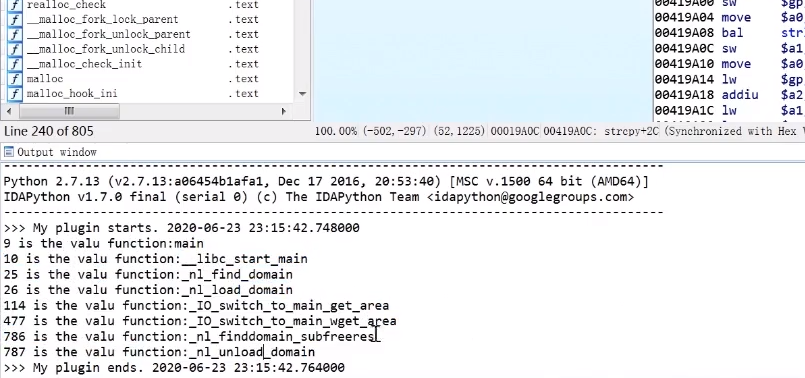 realloc_check .text
__malloc_fork_lock_parent .text
__malloc_fork_unlock_parent .text
__malloc_fork_unlock_child .text
__malloc_check_init .text
malloc .text
malloc_hook_ini .text
Line 240 of 805
00419A00 sw $gp,
00419A04 move $a0
00419A08 bal str
00419A0C sw $a1
00419A10 move $a0
00419A14 lw $gp
00419A18 addiu $a2
00419A1C lw $a1
100.00% (-502,-297) (52,1225) 00019A0C 00419A0C: strcpy+2C (Synchronized with Hex
Output window
Python 2.7.13 (v2.7.13:a06454b1afa1, Dec 17 2016, 20:53:40) [MSC v.1500 64 bit (AMD64)]
IDAPython v1.7.0 final (serial 0) (c) The IDAPython Team <idapython@googlegroups.com>
>>> My plugin starts. 2020-06-23 23:15:42.748000
9 is the valu function:main
10 is the valu function:__libc_start_main
25 is the valu function:_nl_find_domain
26 is the valu function:_nl_load_domain
114 is the valu function:_IO_switch_to_main_get_area
477 is the valu function:_IO_switch_to_main_wget_area
786 is the valu function:_nl_finddomain_subfreeres
787 is the valu function:_nl_unload_domain
>>> My plugin ends. 2020-06-23 23:15:42.764000